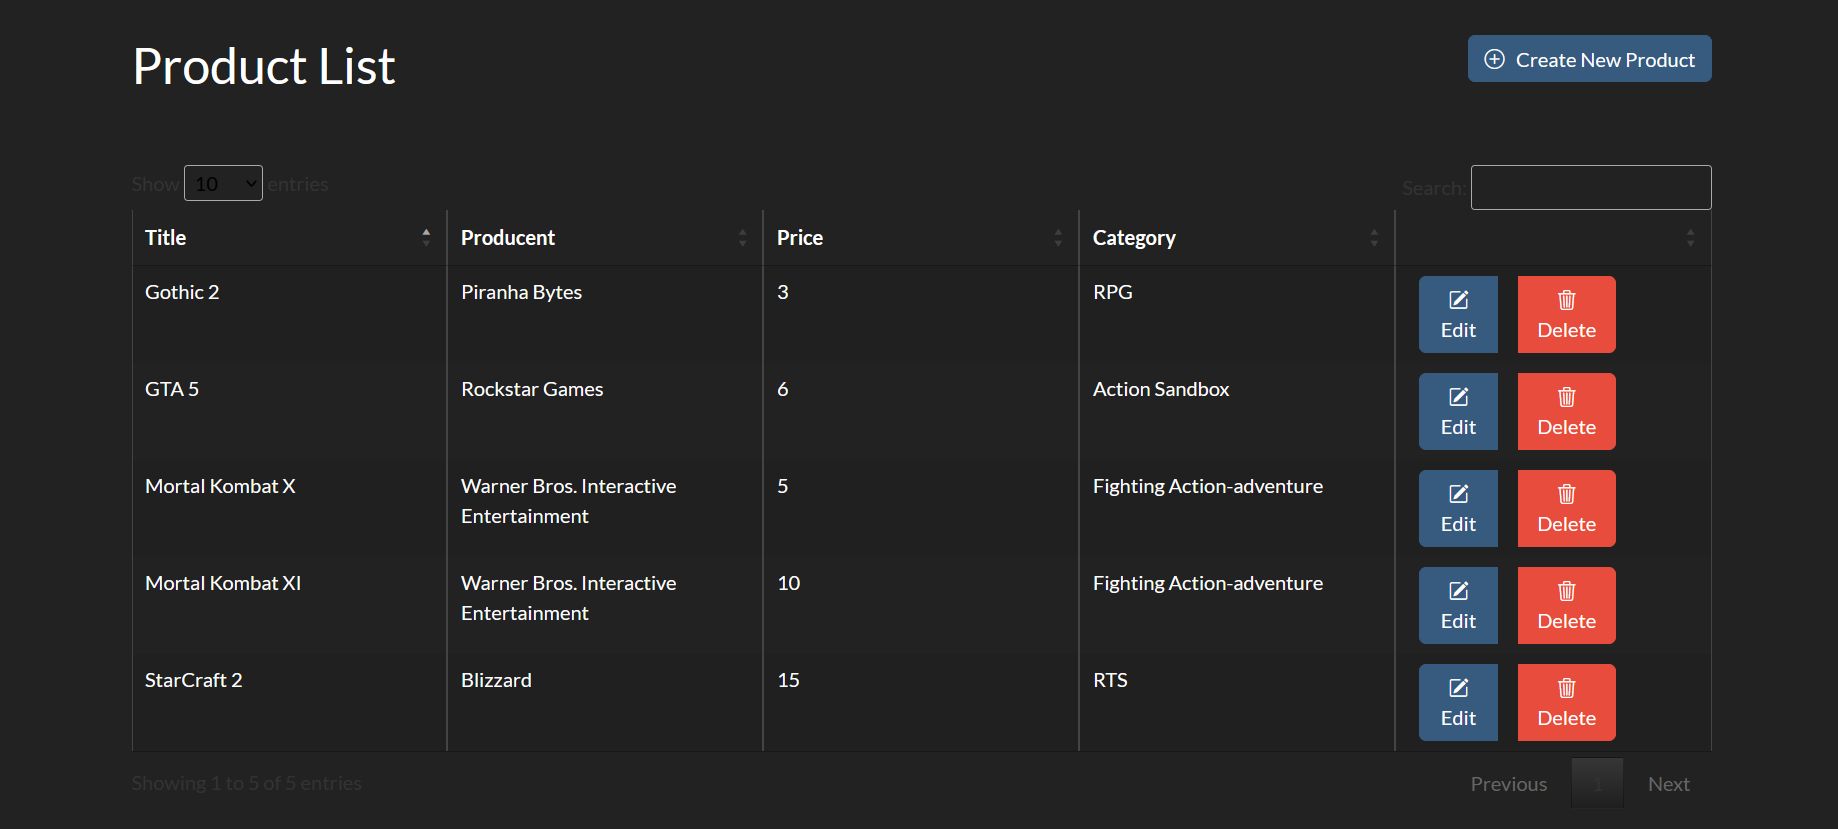 Product List
Create New Product
Show 10 entries
Search:
Title Producent Price Category
Gothic 2 Piranha Bytes 3 RPG
Edit Delete
GTA 5 Rockstar Games 6 Action Sandbox
Edit Delete
Mortal Kombat X Warner Bros. Interactive 5 Fighting Action-adventure
Entertainment
Edit Delete
Mortal Kombat XI Warner Bros. Interactive 10 Fighting Action-adventure
Entertainment
Edit Delete
StarCraft 2 Blizzard 15 RTS
Edit Delete
Showing 1 to 5 of 5 entries
Previous 1 Next